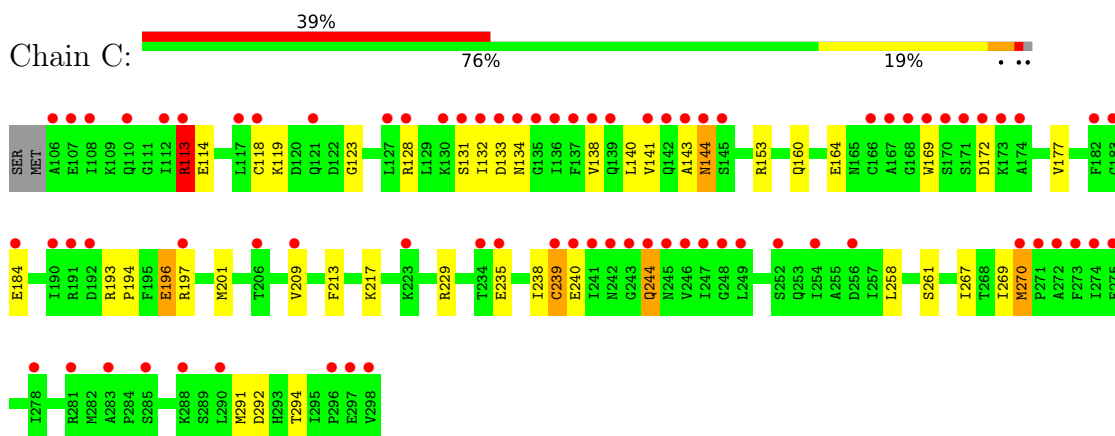 39%
Chain C:
76% 19% • ••
SER MET A106 E107 I108 K109 Q110 G111 I112 R113 E114 L117 C118 K119 D120 Q121 D122 G123 L127 R128 L129 K130 S131 I132 D133 N134 G135 I136 F137 V138 Q139 L140 V141 Q142 A143 N144 S145 R153 Q160 E164 N165 C166 A167 G168 W169 S170 S171 D172 K173 A174 V177 F182 G183
E184 I190 R191 D192 R193 P194 F195 E196 R197 M201 T206 V209 F213 K217 K223 R229 T234 E235 I238 C239 E240 I241 N242 G243 Q244 N245 V246 I247 G248 L249 S252 Q253 I254 A255 D256 I257 L258 S261 I267 T268 I269 M270 P271 A272 F273 I274
I278 R281 M282 A283 P284 S285 K288 S289 L290 M291 D292 H293 T294 I295 P296 E297 V298